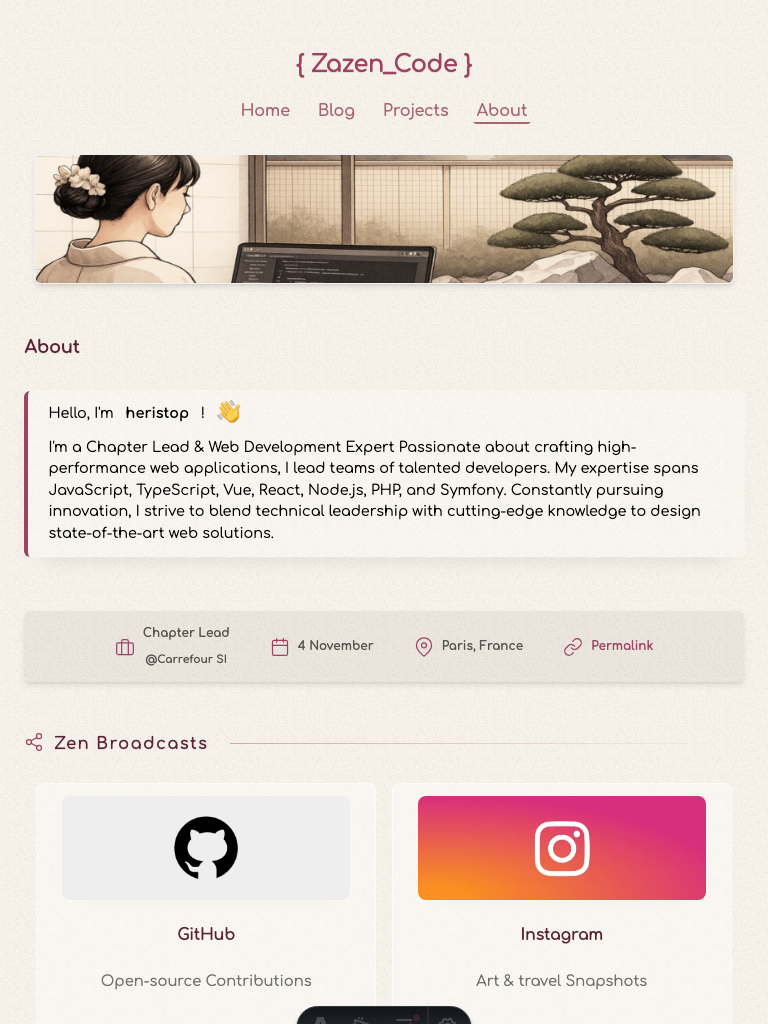 { Zazen_Code }
Home Blog Projects About
About
Hello, I'm heristop ! 👋
I'm a Chapter Lead & Web Development Expert Passionate about crafting high-
performance web applications, I lead teams of talented developers. My expertise spans
JavaScript, TypeScript, Vue, React, Node.js, PHP, and Symfony. Constantly pursuing
innovation, I strive to blend technical leadership with cutting-edge knowledge to design
state-of-the-art web solutions.
Chapter Lead
@Carrefour SI
4 November
Paris, France
Permalink
Zen Broadcasts
GitHub
Open-source Contributions
Instagram
Art & travel Snapshots